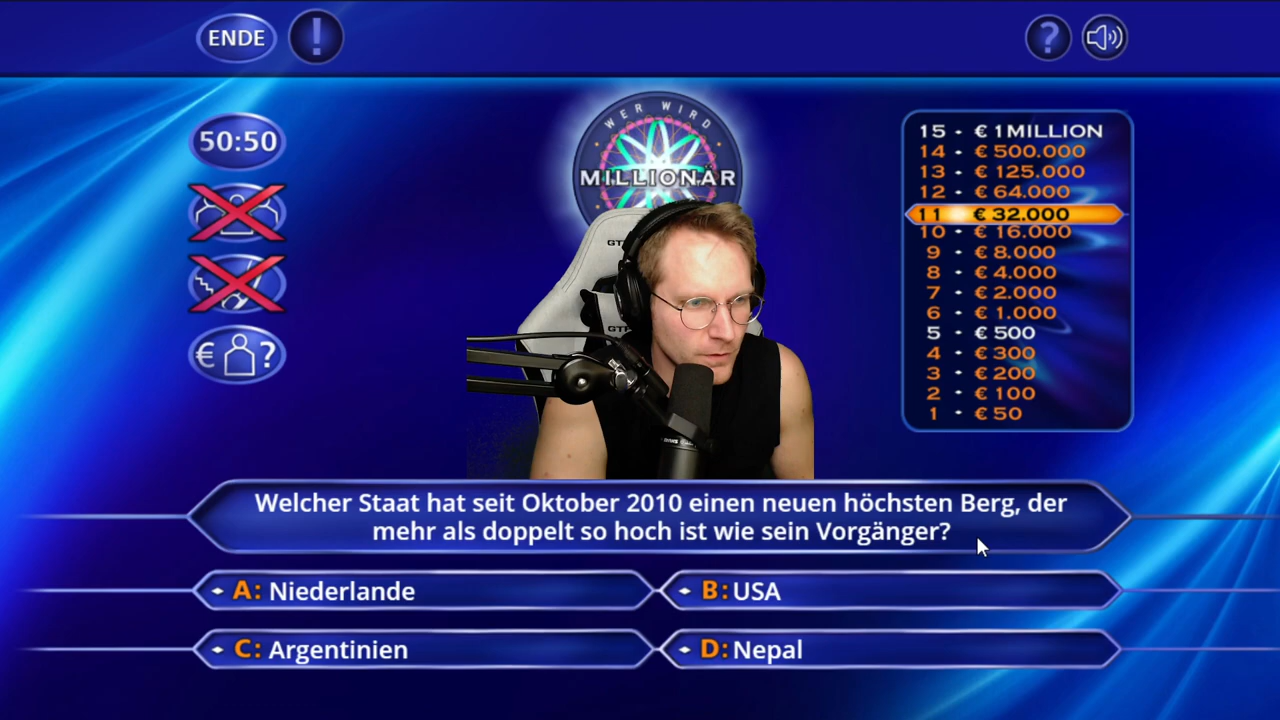 ENDE
!
?
50:50
€ ?
WER WIRD
MILLIONÄR
15 · € 1 MILLION
14 · € 500.000
13 · € 125.000
12 · € 64.000
11 € 32.000
10 · € 16.000
9 · € 8.000
8 · € 4.000
7 · € 2.000
6 · € 1.000
5 · € 500
4 · € 300
3 · € 200
2 · € 100
1 · € 50
Welcher Staat hat seit Oktober 2010 einen neuen höchsten Berg, der
mehr als doppelt so hoch ist wie sein Vorgänger?
A: Niederlande
B: USA
C: Argentinien
D: Nepal